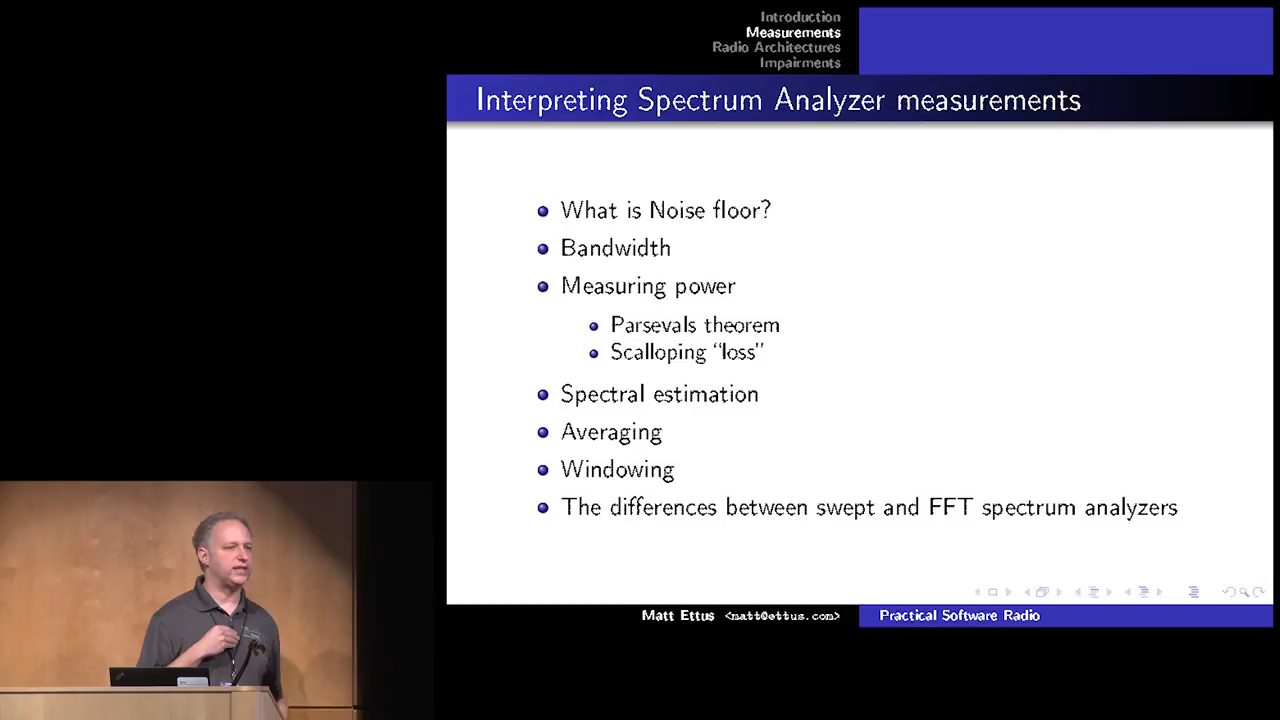 Introduction
Measurements
Radio Architectures
Impairments
Interpreting Spectrum Analyzer measurements
What is Noise floor?
Bandwidth
Measuring power
Parsevals theorem
Scalloping “loss”
Spectral estimation
Averaging
Windowing
The differences between swept and FFT spectrum analyzers
Matt Ettus <matt@ettus.com>
Practical Software Radio